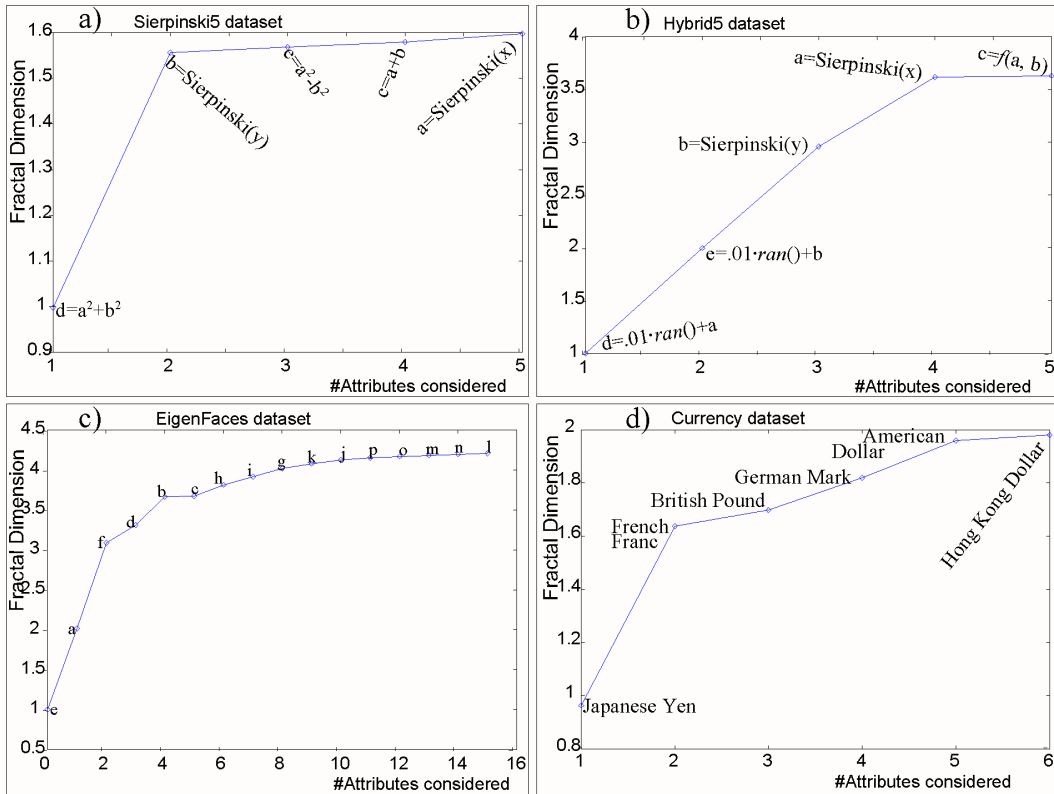 a) Sierpinski5 dataset
Fractal Dimension
1.6
1.5
1.4
1.3
1.2
1.1
1
0.9
d=a²+b²
b=Sierpinski(y)
e=a²-b²
c=a+b
a=Sierpinski(x)
1 2 3 4 5
#Attributes considered
b) Hybrid5 dataset
Fractal Dimension
4
3.5
3
2.5
2
1.5
1
c=f(a, b)
a=Sierpinski(x)
b=Sierpinski(y)
e=.01·ran()+b
d=.01·ran()+a
1 2 3 4 5
#Attributes considered
c) EigenFaces dataset
Fractal Dimension
4.5
4
3.5
3
2.5
2
1.5
1
0.5
e a f d b c h i g k j p o m n l
0 2 4 6 8 10 12 14 16
#Attributes considered
d) Currency dataset
Fractal Dimension
2
1.8
1.6
1.4
1.2
1
0.8
American
Dollar
German Mark
British Pound
French
Franc
Hong Kong Dollar
Japanese Yen
1 2 3 4 5 6
#Attributes considered